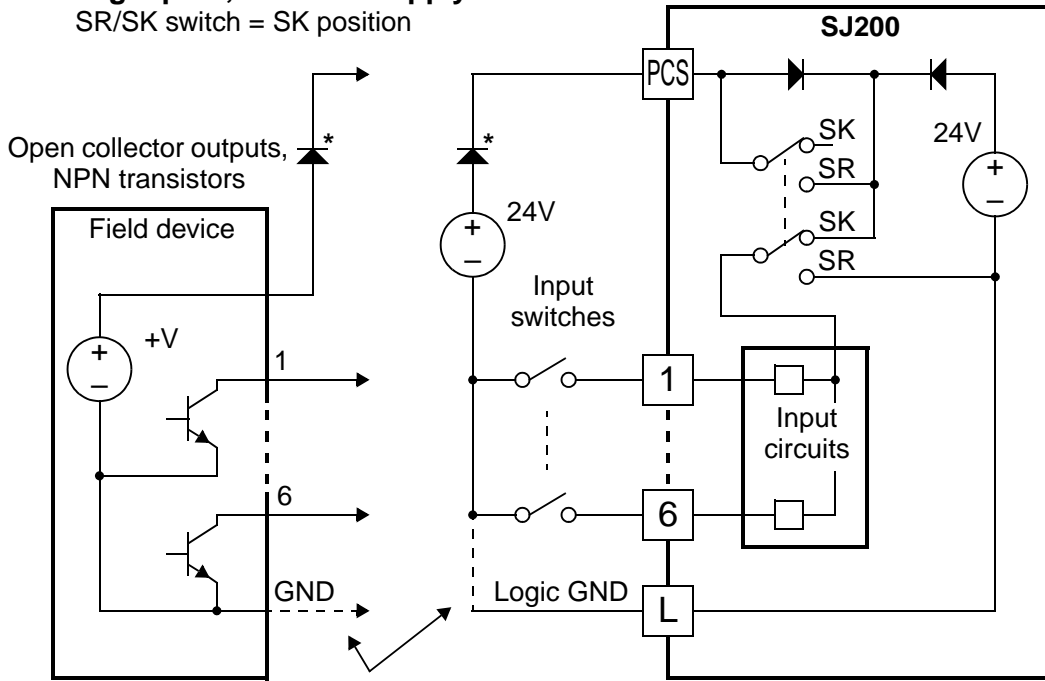 SR/SK switch = SK position
SJ200
PCS
SK
SR
24V
+
–
SK
SR
Open collector outputs,
NPN transistors
*
*
Field device
24V
+
–
Input
switches
+V
+
–
1
1
Input
circuits
6
6
GND
Logic GND
L